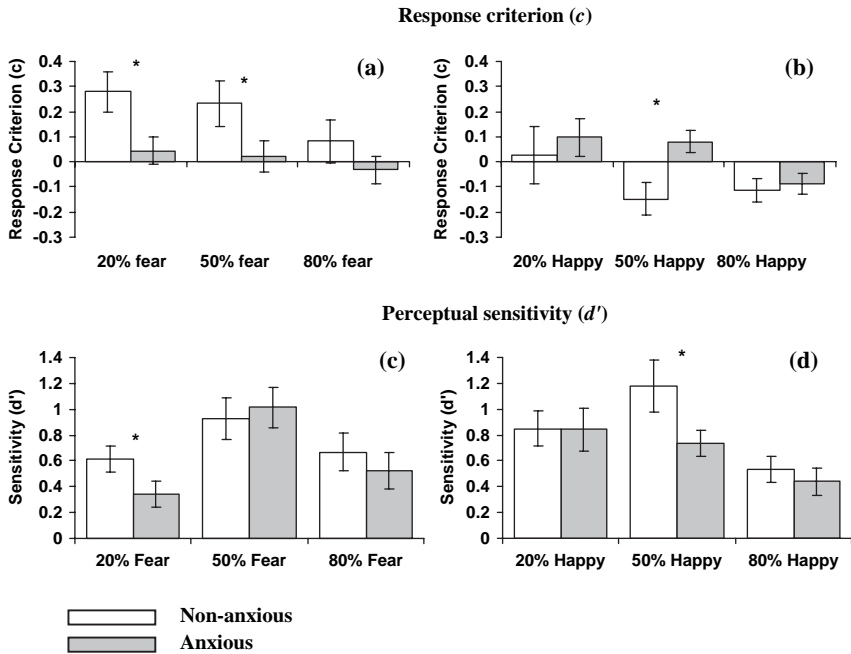 Response criterion (c)
(a)
Response Criterion (c)
0.4
0.3
0.2
0.1
0
-0.1
-0.2
-0.3
*
*
20% fear 50% fear 80% fear
(b)
Response Criterion (c)
0.4
0.3
0.2
0.1
0
-0.1
-0.2
-0.3
*
20% Happy 50% Happy 80% Happy
Perceptual sensitivity (d')
(c)
Sensitivity (d')
1.4
1.2
1
0.8
0.6
0.4
0.2
0
*
20% Fear 50% Fear 80% Fear
(d)
Sensitivity (d')
1.4
1.2
1
0.8
0.6
0.4
0.2
0
*
20% Happy 50% Happy 80% Happy
Non-anxious
Anxious